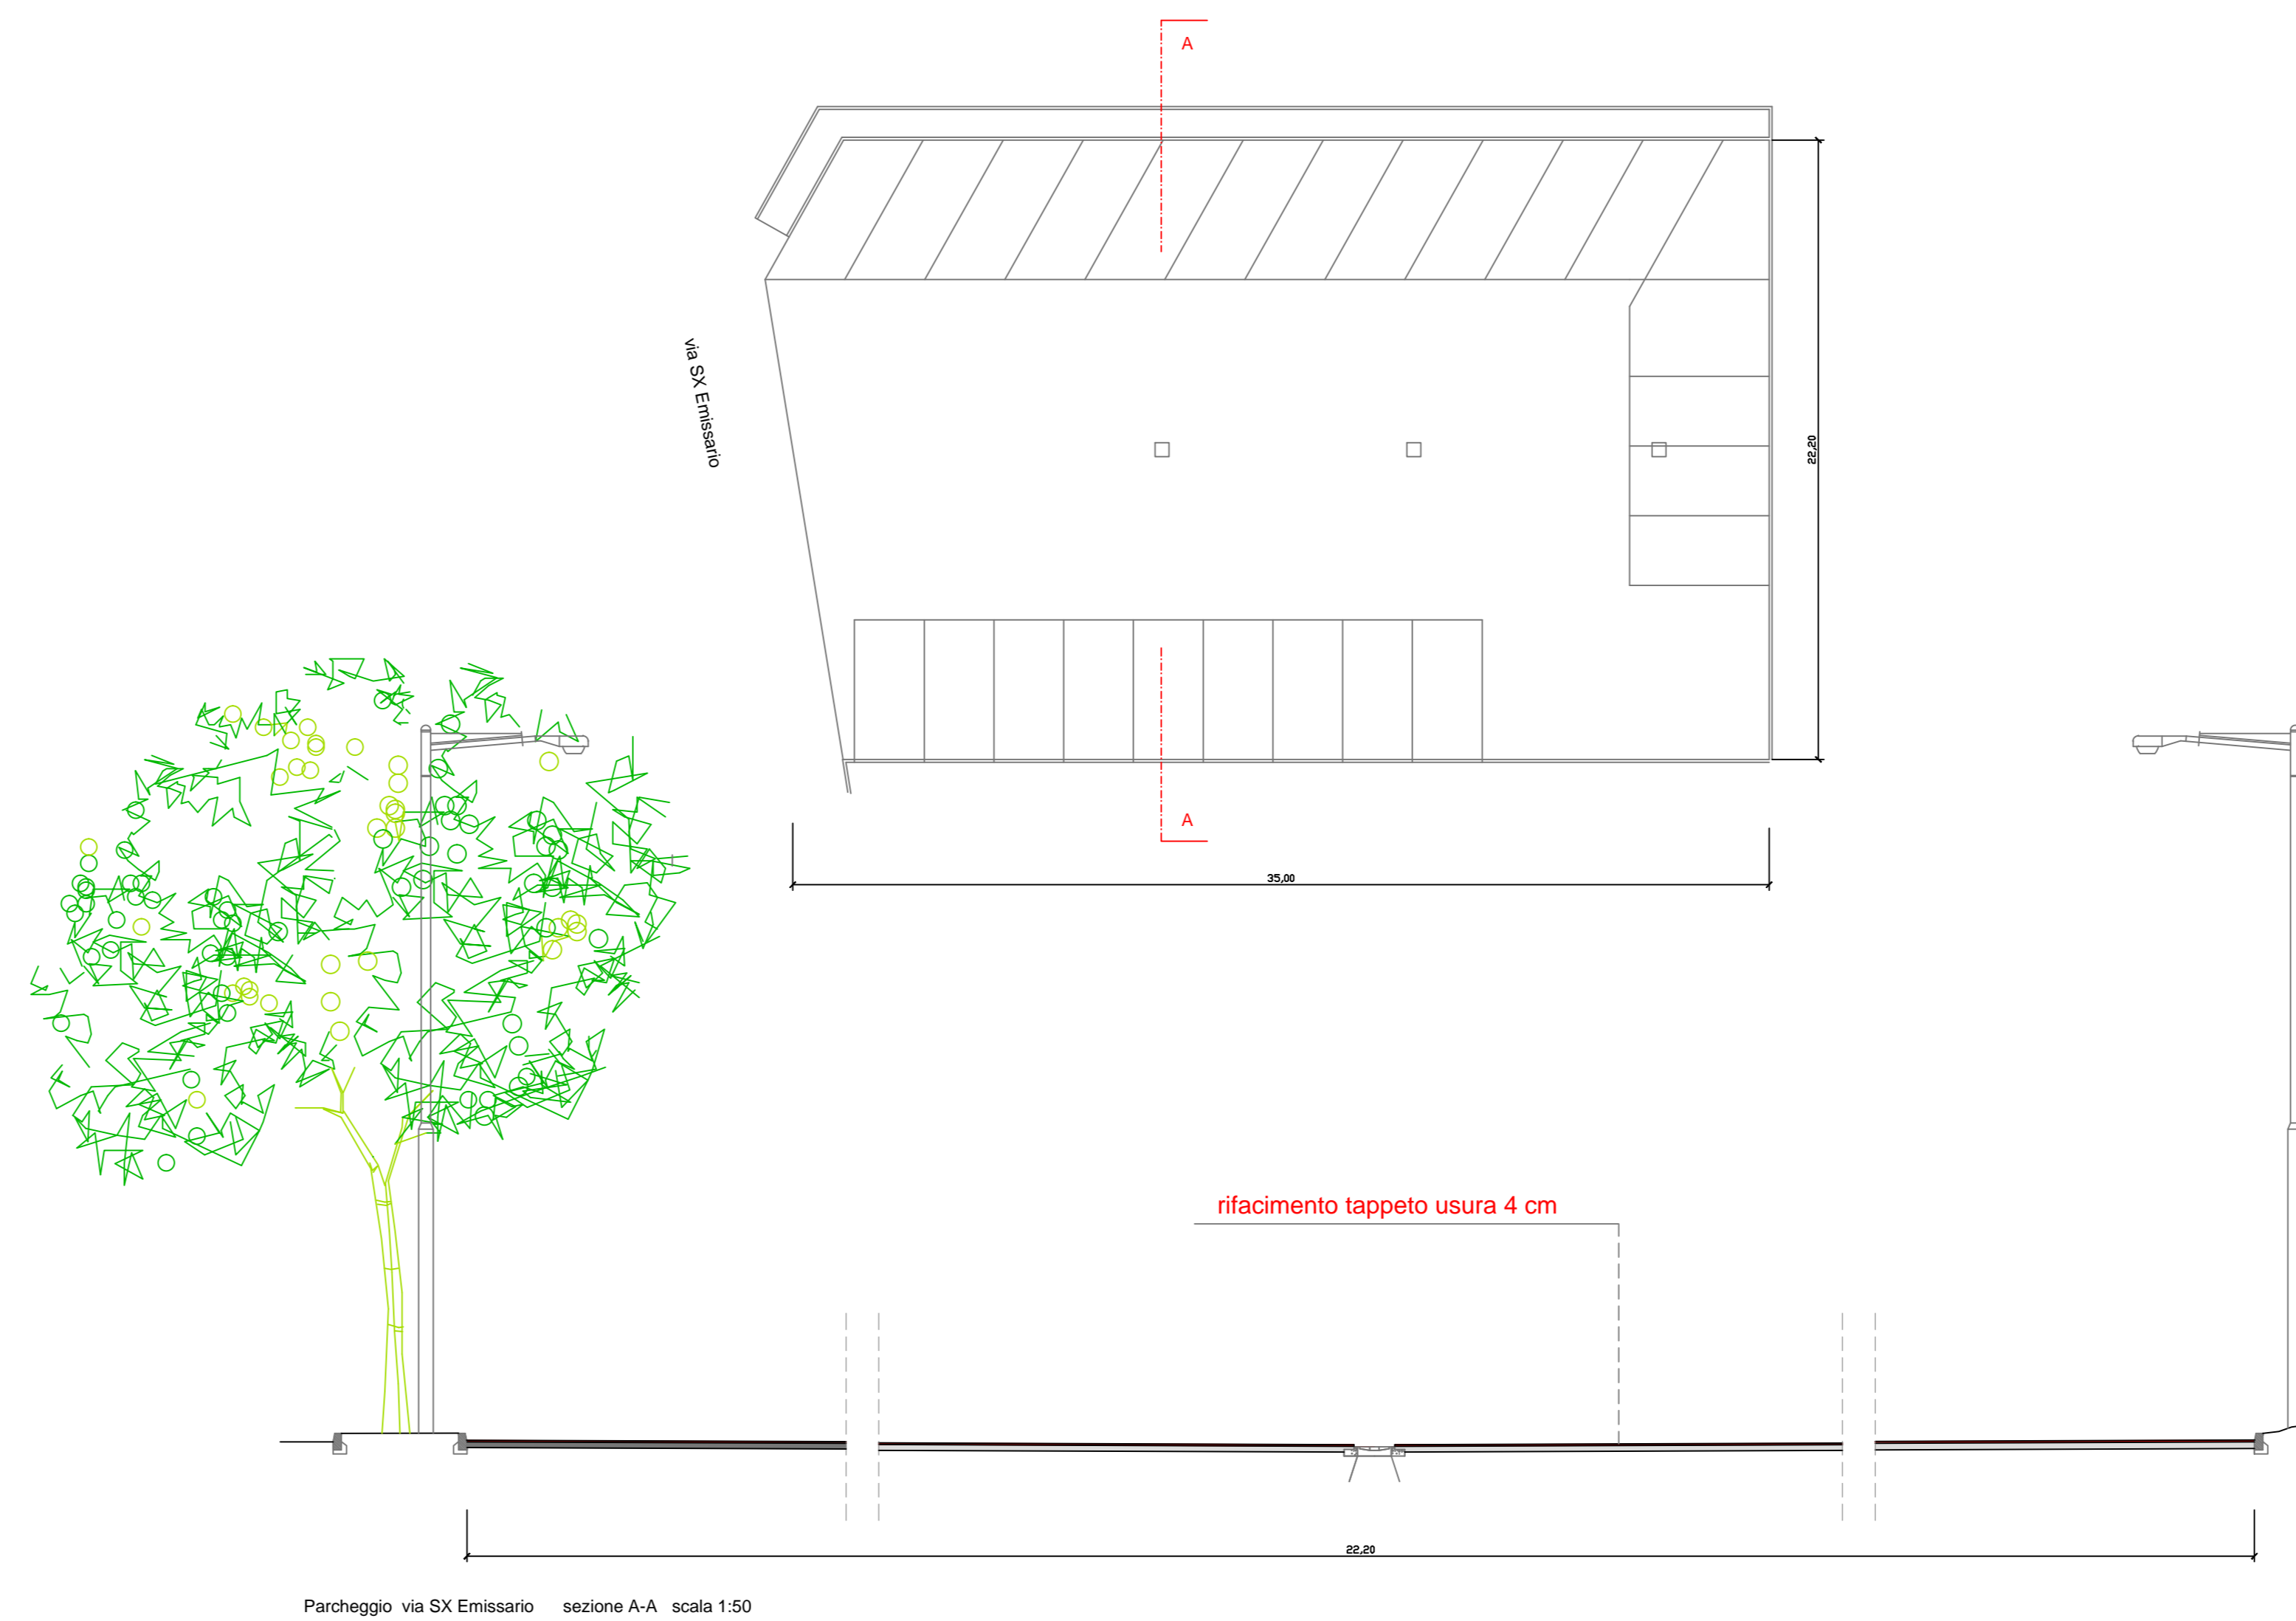 A
via SX Emissario
22,20
A
35,00
rifacimento tappeto usura 4 cm
22,20
Parcheggio via SX Emissario sezione A-A scala 1:50